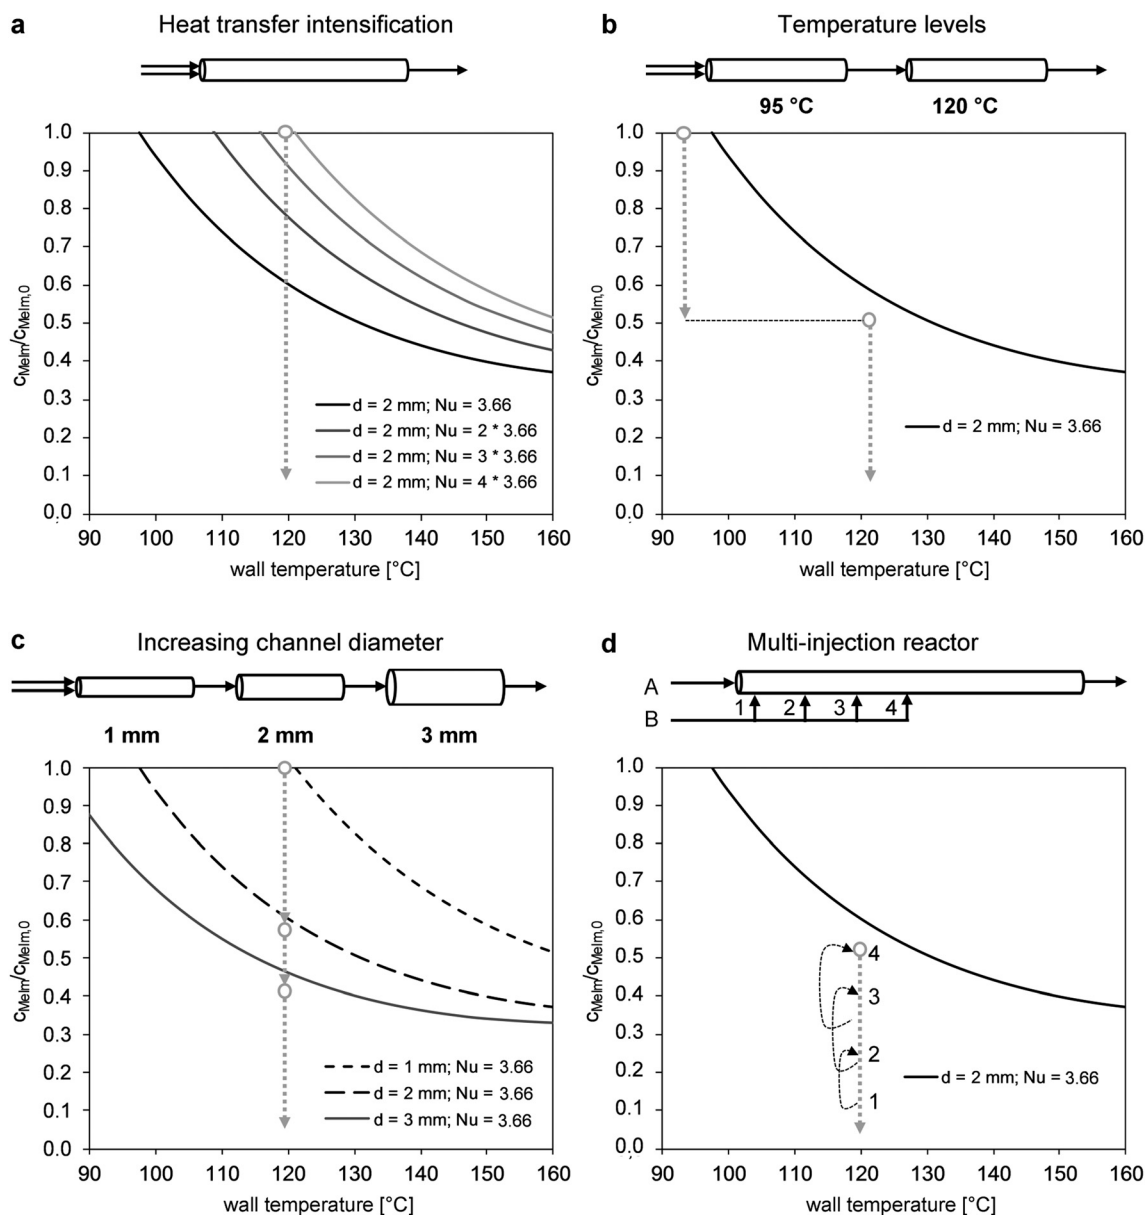 a Heat transfer intensification
1.0
0.9
0.8
0.7
0.6
0.5
0.4
0.3
0.2
0.1
0.0
cMeIm/cMeIm,0
d = 2 mm; Nu = 3.66
d = 2 mm; Nu = 2 * 3.66
d = 2 mm; Nu = 3 * 3.66
d = 2 mm; Nu = 4 * 3.66
90 100 110 120 130 140 150 160
wall temperature [°C]
b Temperature levels
95 °C 120 °C
1.0
0.9
0.8
0.7
0.6
0.5
0.4
0.3
0.2
0.1
0.0
cMeIm/cMeIm,0
d = 2 mm; Nu = 3.66
90 100 110 120 130 140 150 160
wall temperature [°C]
c Increasing channel diameter
1 mm 2 mm 3 mm
1.0
0.9
0.8
0.7
0.6
0.5
0.4
0.3
0.2
0.1
0.0
cMeIm/cMeIm,0
d = 1 mm; Nu = 3.66
d = 2 mm; Nu = 3.66
d = 3 mm; Nu = 3.66
90 100 110 120 130 140 150 160
wall temperature [°C]
d Multi-injection reactor
A
B
1 2 3 4
1.0
0.9
0.8
0.7
0.6
0.5
0.4
0.3
0.2
0.1
0.0
cMeIm/cMeIm,0
4
3
2
1
d = 2 mm; Nu = 3.66
90 100 110 120 130 140 150 160
wall temperature [°C]